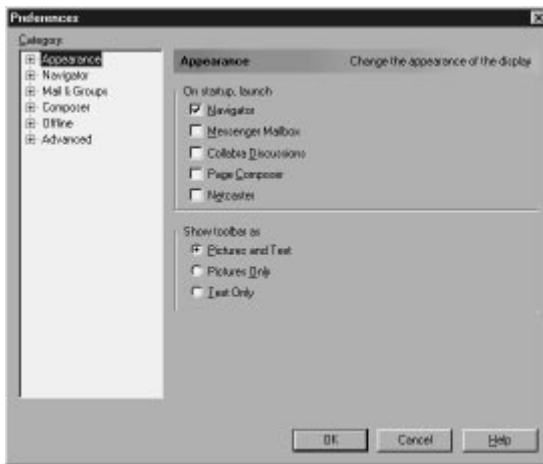 Preferences
Category:
Appearance
Navigator
Mail & Groups
Composer
Offline
Advanced
Appearance Change the appearance of the display
On startup, launch
Navigator
Messenger Mailbox
Collabra Discussions
Page Composer
Netcaster
Show toolbar as
Pictures and Text
Pictures Only
Text Only
OK Cancel Help